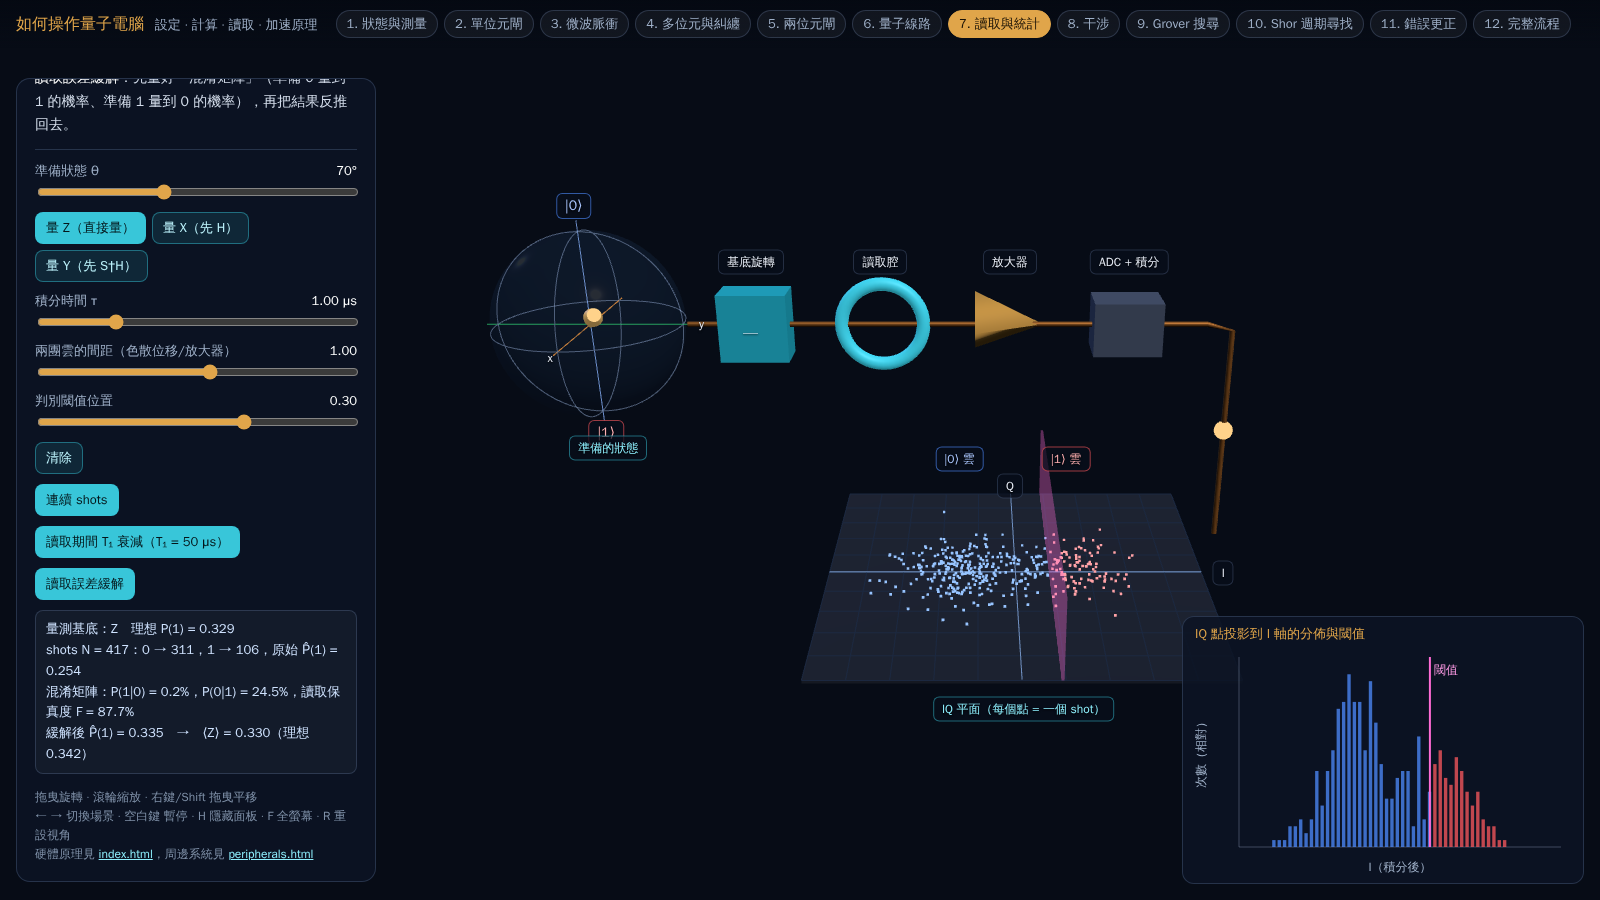 如何操作量子電腦 設定 · 計算 · 讀取 · 加速原理
1. 狀態與測量
2. 單位元閘
3. 微波脈衝
4. 多位元與糾纏
5. 兩位元閘
6. 量子線路
7. 讀取與統計
8. 干涉
9. Grover 搜尋
10. Shor 週期尋找
11. 錯誤更正
12. 完整流程
1 的機率、準備 1 量到 0 的機率），再把結果反推
回去。
準備狀態 θ 70°
量 Z（直接量）
量 X（先 H）
量 Y（先 S†H）
積分時間 τ 1.00 μs
兩團雲的間距（色散位移/放大器） 1.00
判別閾值位置 0.30
清除
連續 shots
讀取期間 T₁ 衰減（T₁ = 50 μs）
讀取誤差緩解
量測基底：Z 理想 P(1) = 0.329
shots N = 417：0 → 311，1 → 106，原始 P̂(1) =
0.254
混淆矩陣：P(1|0) = 0.2%，P(0|1) = 24.5%，讀取保
真度 F = 87.7%
緩解後 P̂(1) = 0.335 → ⟨Z⟩ = 0.330（理想
0.342）
拖曳旋轉 · 滾輪縮放 · 右鍵/Shift 拖曳平移
← → 切換場景 · 空白鍵 暫停 · H 隱藏面板 · F 全螢幕 · R 重
設視角
硬體原理見 index.html，周邊系統見 peripherals.html
|0⟩
y
x
|1⟩
準備的狀態
基底旋轉
讀取腔
放大器
ADC + 積分
|0⟩ 雲
|1⟩ 雲
Q
I
IQ 平面（每個點 = 一個 shot）
IQ 點投影到 I 軸的分佈與閾值
閾值
次數（相對）
I（積分後）